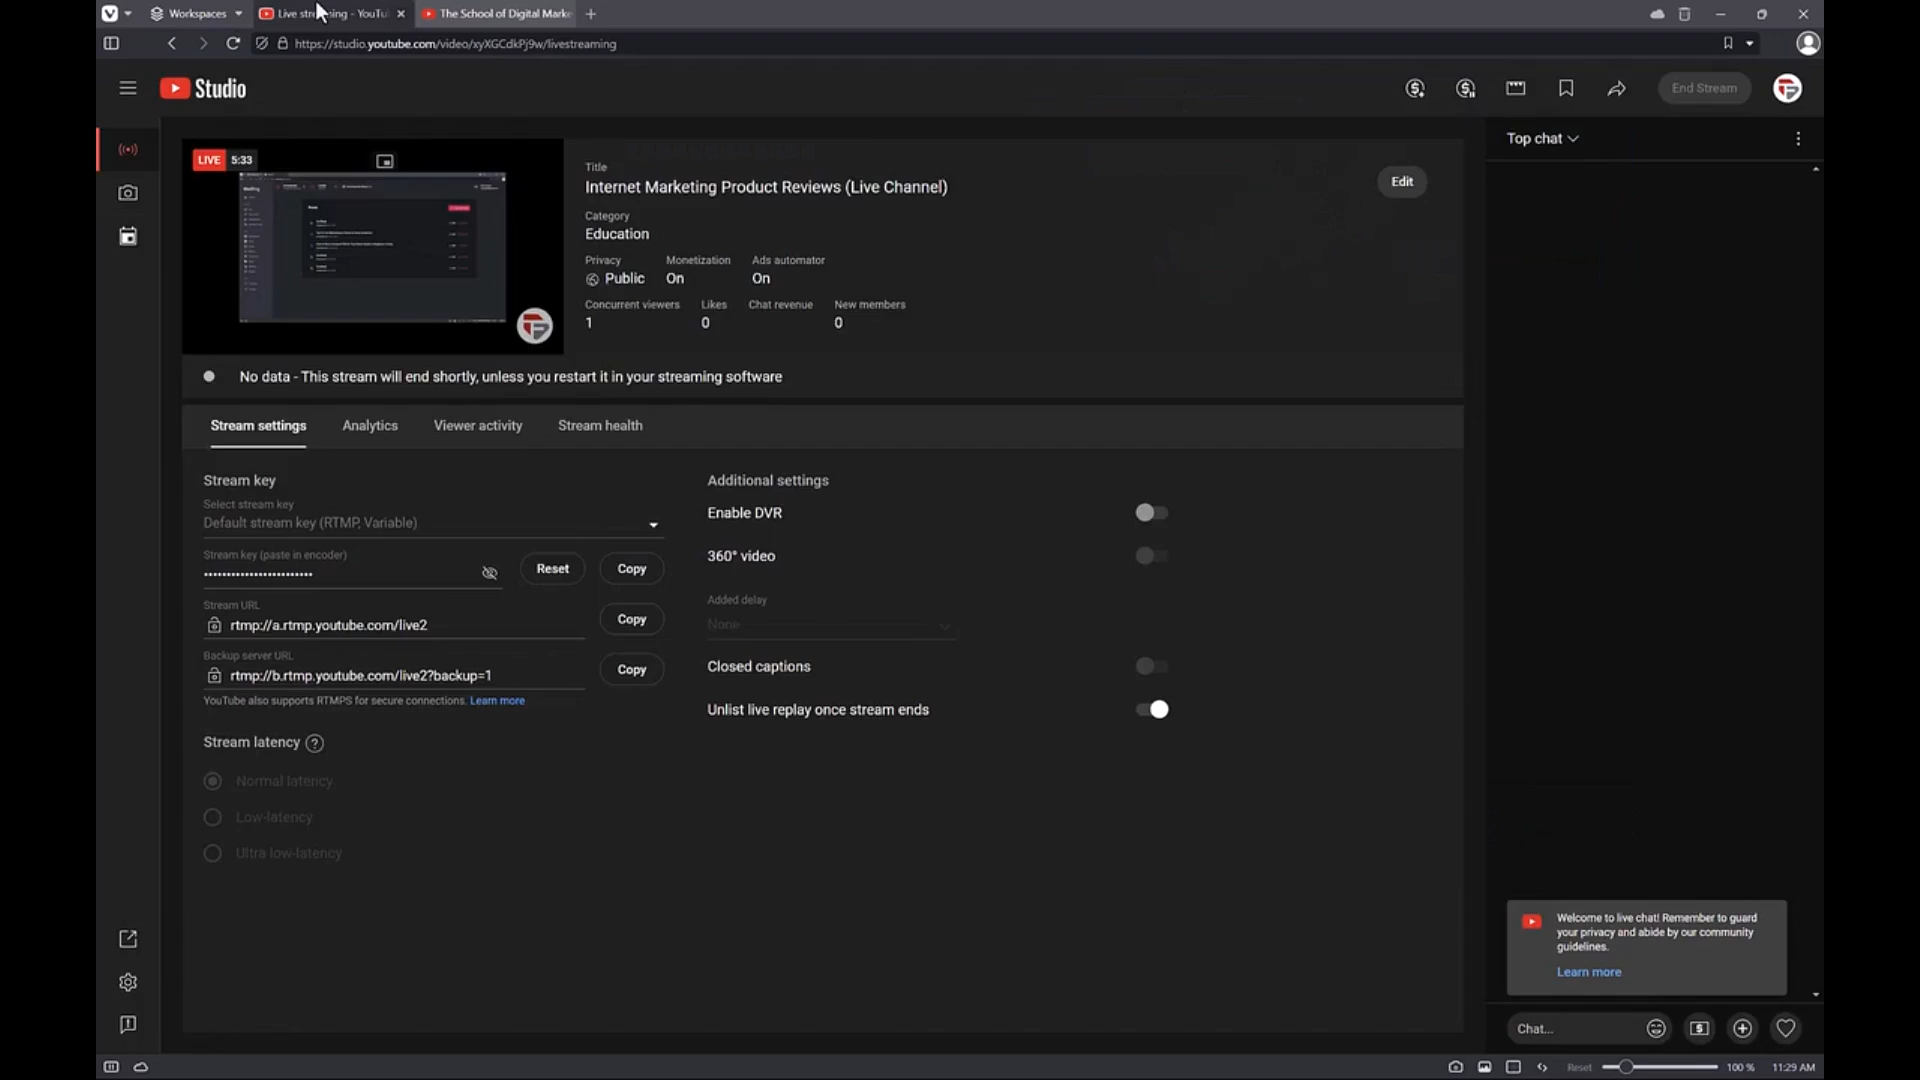 Workspaces
Live streaming - YouTu
The School of Digital Marke
https://studio.youtube.com/video/xyXGCdkPj9w/livestreaming
Studio
End Stream
LIVE 5:33
Title
Internet Marketing Product Reviews (Live Channel)
Edit
Category
Education
Privacy
Monetization
Ads automator
Public
On
On
Concurrent viewers
Likes
Chat revenue
New members
1
0
0
No data - This stream will end shortly, unless you restart it in your streaming software
Top chat
Stream settings
Analytics
Viewer activity
Stream health
Stream key
Select stream key
Default stream key (RTMP, Variable)
Stream key (paste in encoder)
••••••••••••••••••••••••
Reset
Copy
Stream URL
rtmp://a.rtmp.youtube.com/live2
Copy
Backup server URL
rtmp://b.rtmp.youtube.com/live2?backup=1
Copy
YouTube also supports RTMPS for secure connections. Learn more
Stream latency
Normal latency
Low-latency
Ultra low-latency
Additional settings
Enable DVR
360° video
Added delay
None
Closed captions
Unlist live replay once stream ends
Welcome to live chat! Remember to guard
your privacy and abide by our community
guidelines.
Learn more
Chat...
Reset
100 %
11:29 AM